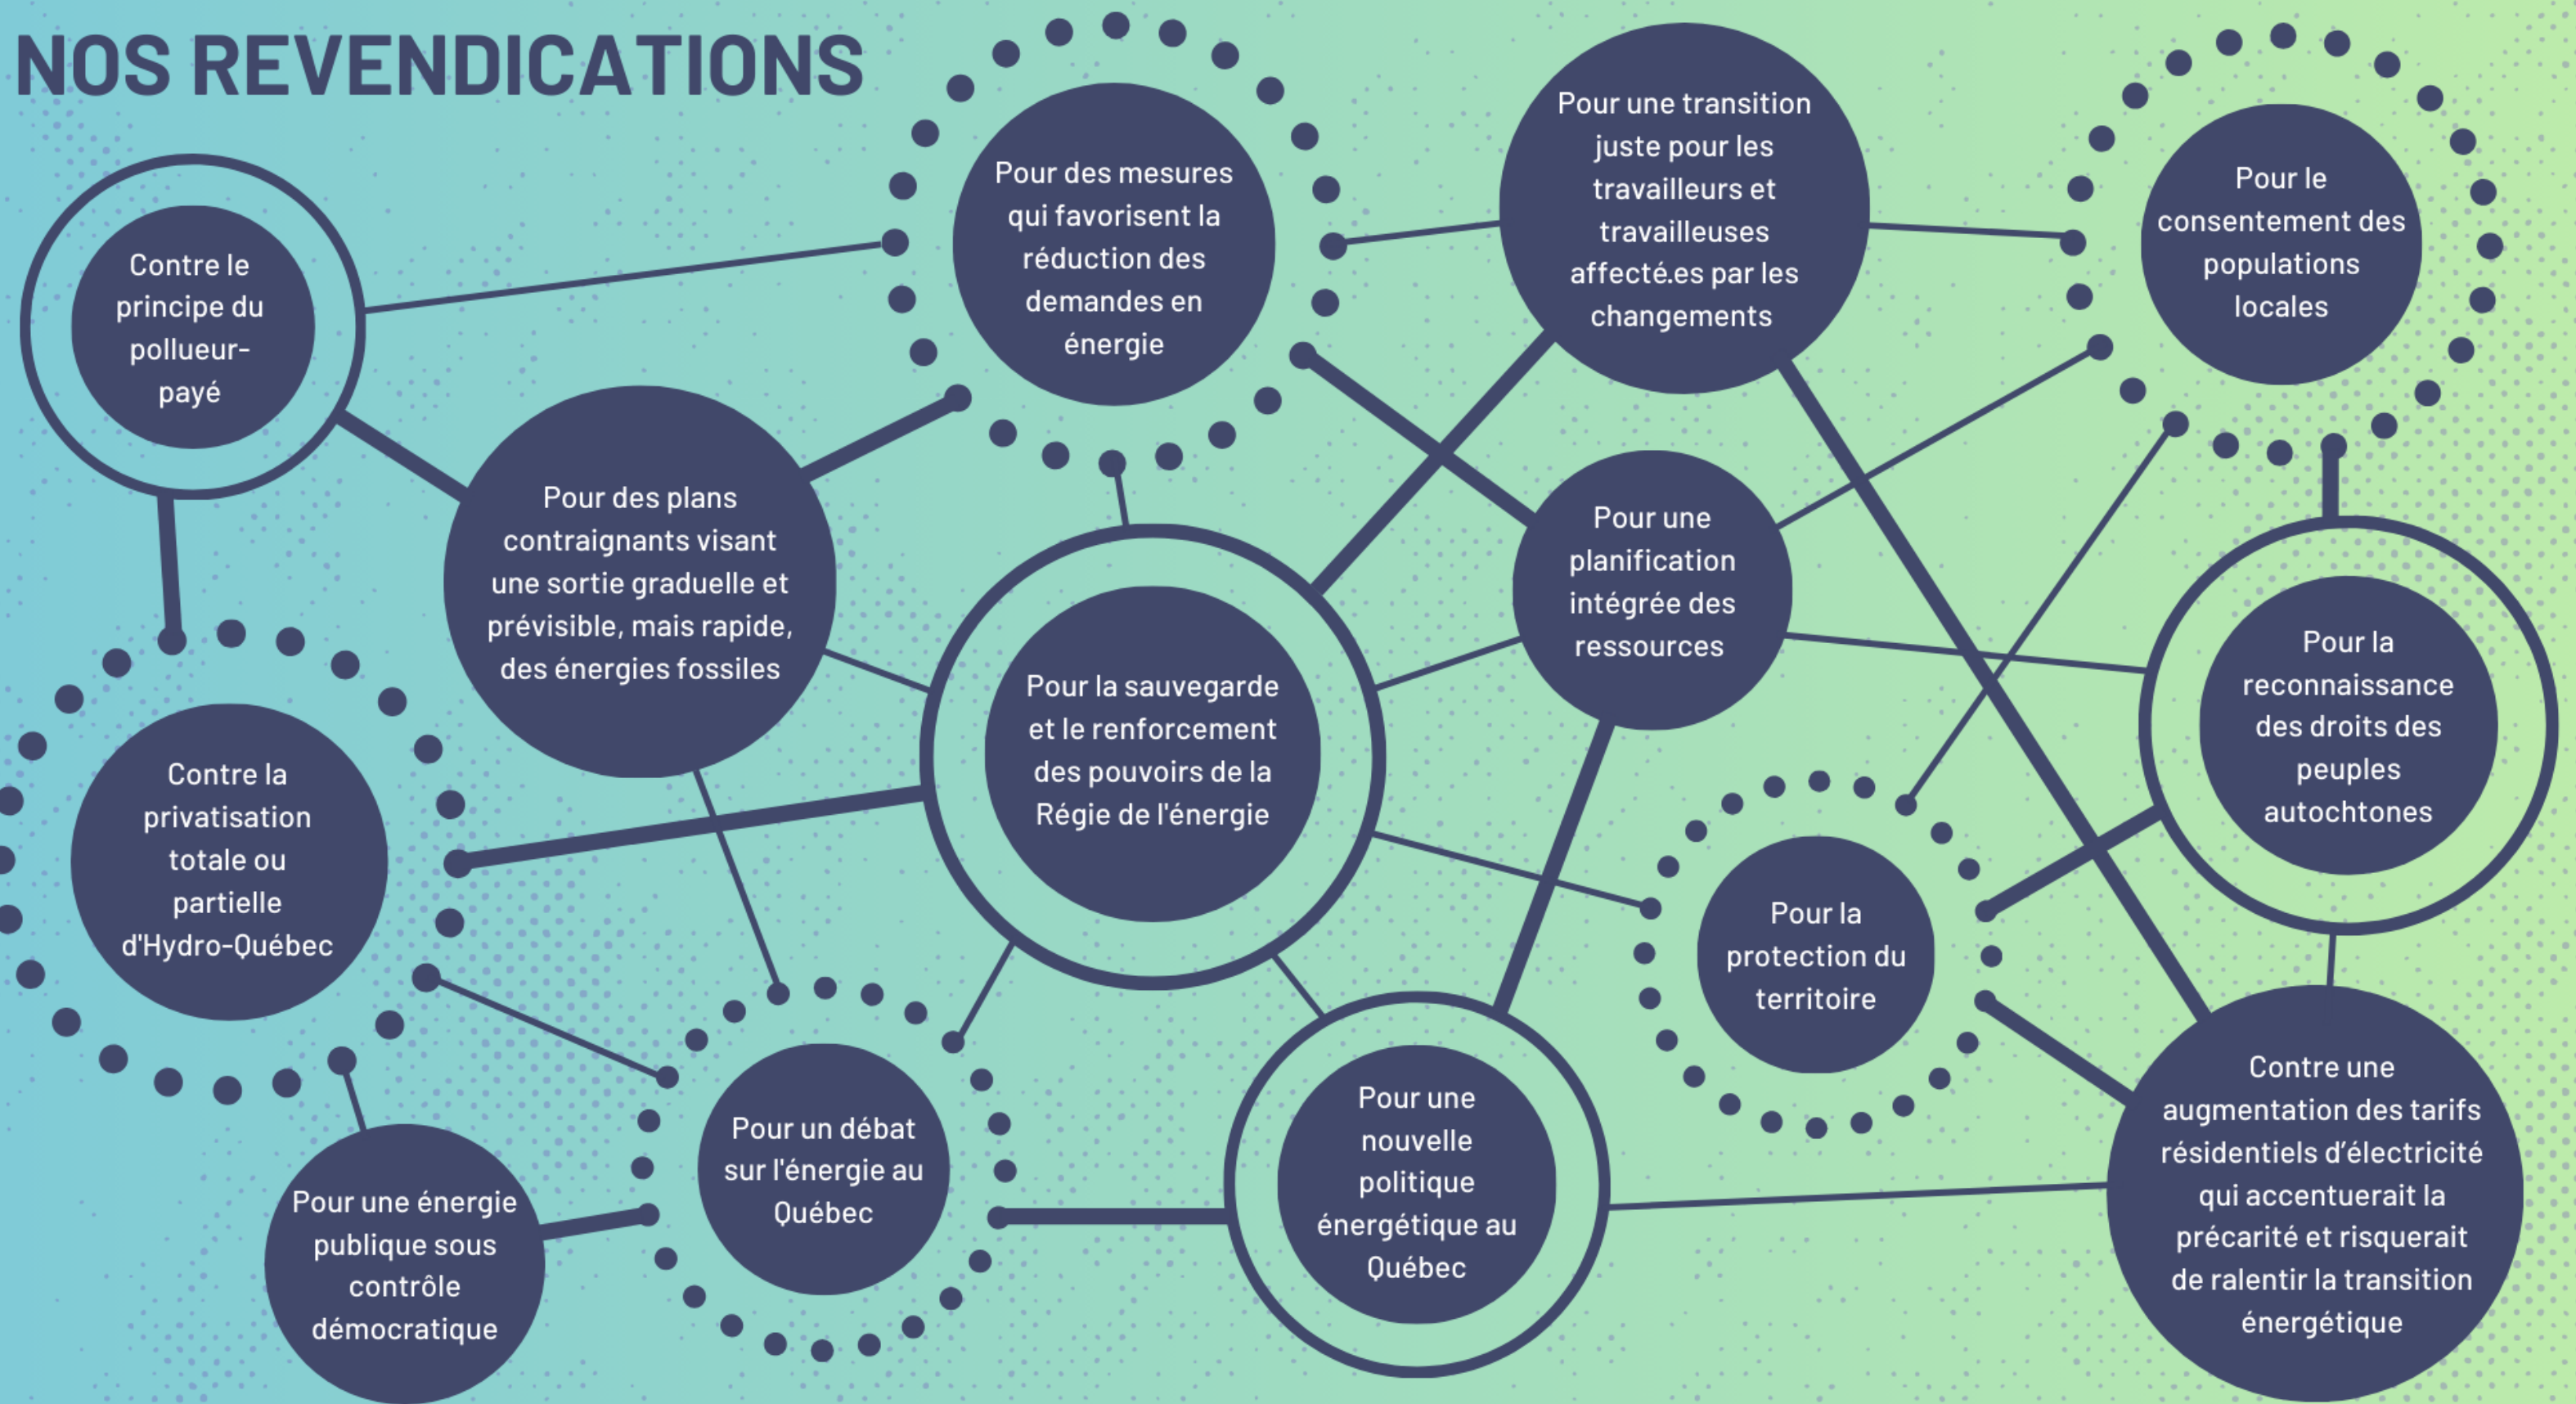 NOS REVENDICATIONS
Contre le
principe du
pollueur-
payé
Pour des mesures
qui favorisent la
réduction des
demandes en
énergie
Pour une transition
juste pour les
travailleurs et
travailleuses
affecté.es par les
changements
Pour le
consentement des
populations
locales
Pour des plans
contraignants visant
une sortie graduelle et
prévisible, mais rapide,
des énergies fossiles
Pour une
planification
intégrée des
ressources
Pour la sauvegarde
et le renforcement
des pouvoirs de la
Régie de l'énergie
Pour la
reconnaissance
des droits des
peuples
autochtones
Contre la
privatisation
totale ou
partielle
d'Hydro-Québec
Pour la
protection du
territoire
Pour une énergie
publique sous
contrôle
démocratique
Pour un débat
sur l'énergie au
Québec
Pour une
nouvelle
politique
énergétique au
Québec
Contre une
augmentation des tarifs
résidentiels d’électricité
qui accentuerait la
précarité et risquerait
de ralentir la transition
énergétique